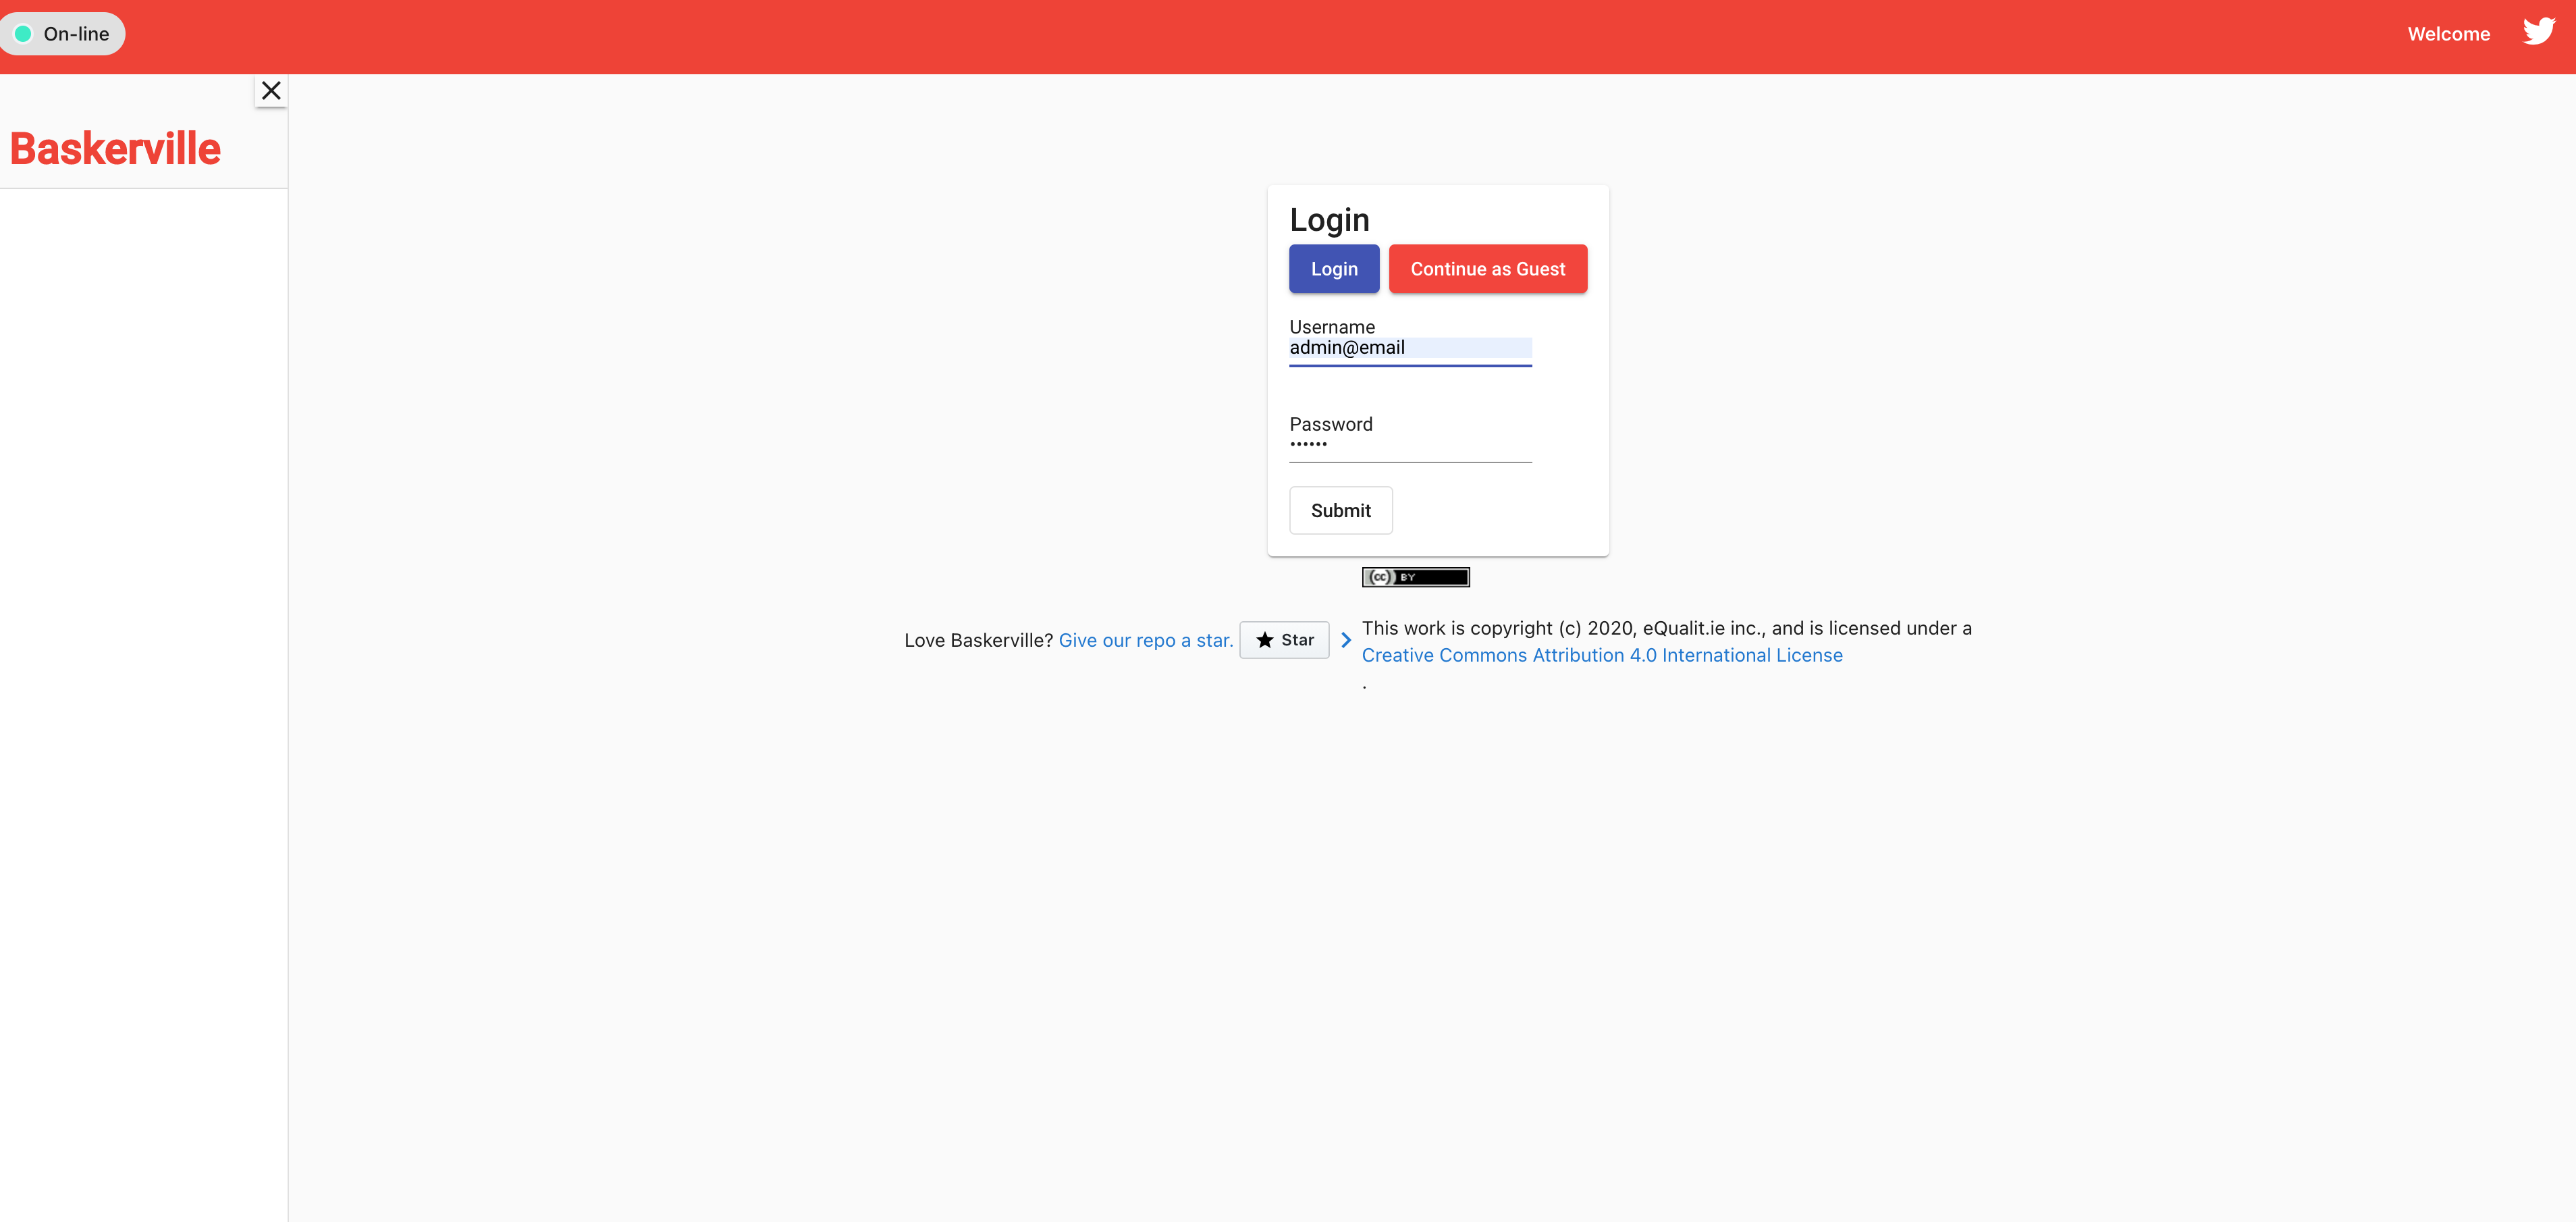 On-line
Welcome
Baskerville
Login
Login
Continue as Guest
Username
admin@email
Password
••••••
Submit
(cc) BY
Love Baskerville? Give our repo a star.
Star
This work is copyright (c) 2020, eQualit.ie inc., and is licensed under a
Creative Commons Attribution 4.0 International License
.